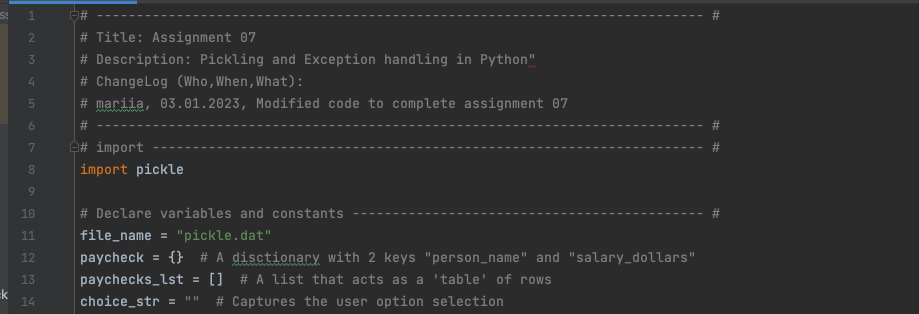 1 # ---------------------------------------------------------------------------- #
2 # Title: Assignment 07
3 # Description: Pickling and Exception handling in Python"
4 # ChangeLog (Who,When,What):
5 # mariia, 03.01.2023, Modified code to complete assignment 07
6 # ---------------------------------------------------------------------------- #
7 # import --------------------------------------------------------------------- #
8 import pickle
9
10 # Declare variables and constants -------------------------------------------- #
11 file_name = "pickle.dat"
12 paycheck = {}  # A disctionary with 2 keys "person_name" and "salary_dollars"
13 paychecks_lst = []  # A list that acts as a 'table' of rows
14 choice_str = ""  # Captures the user option selection